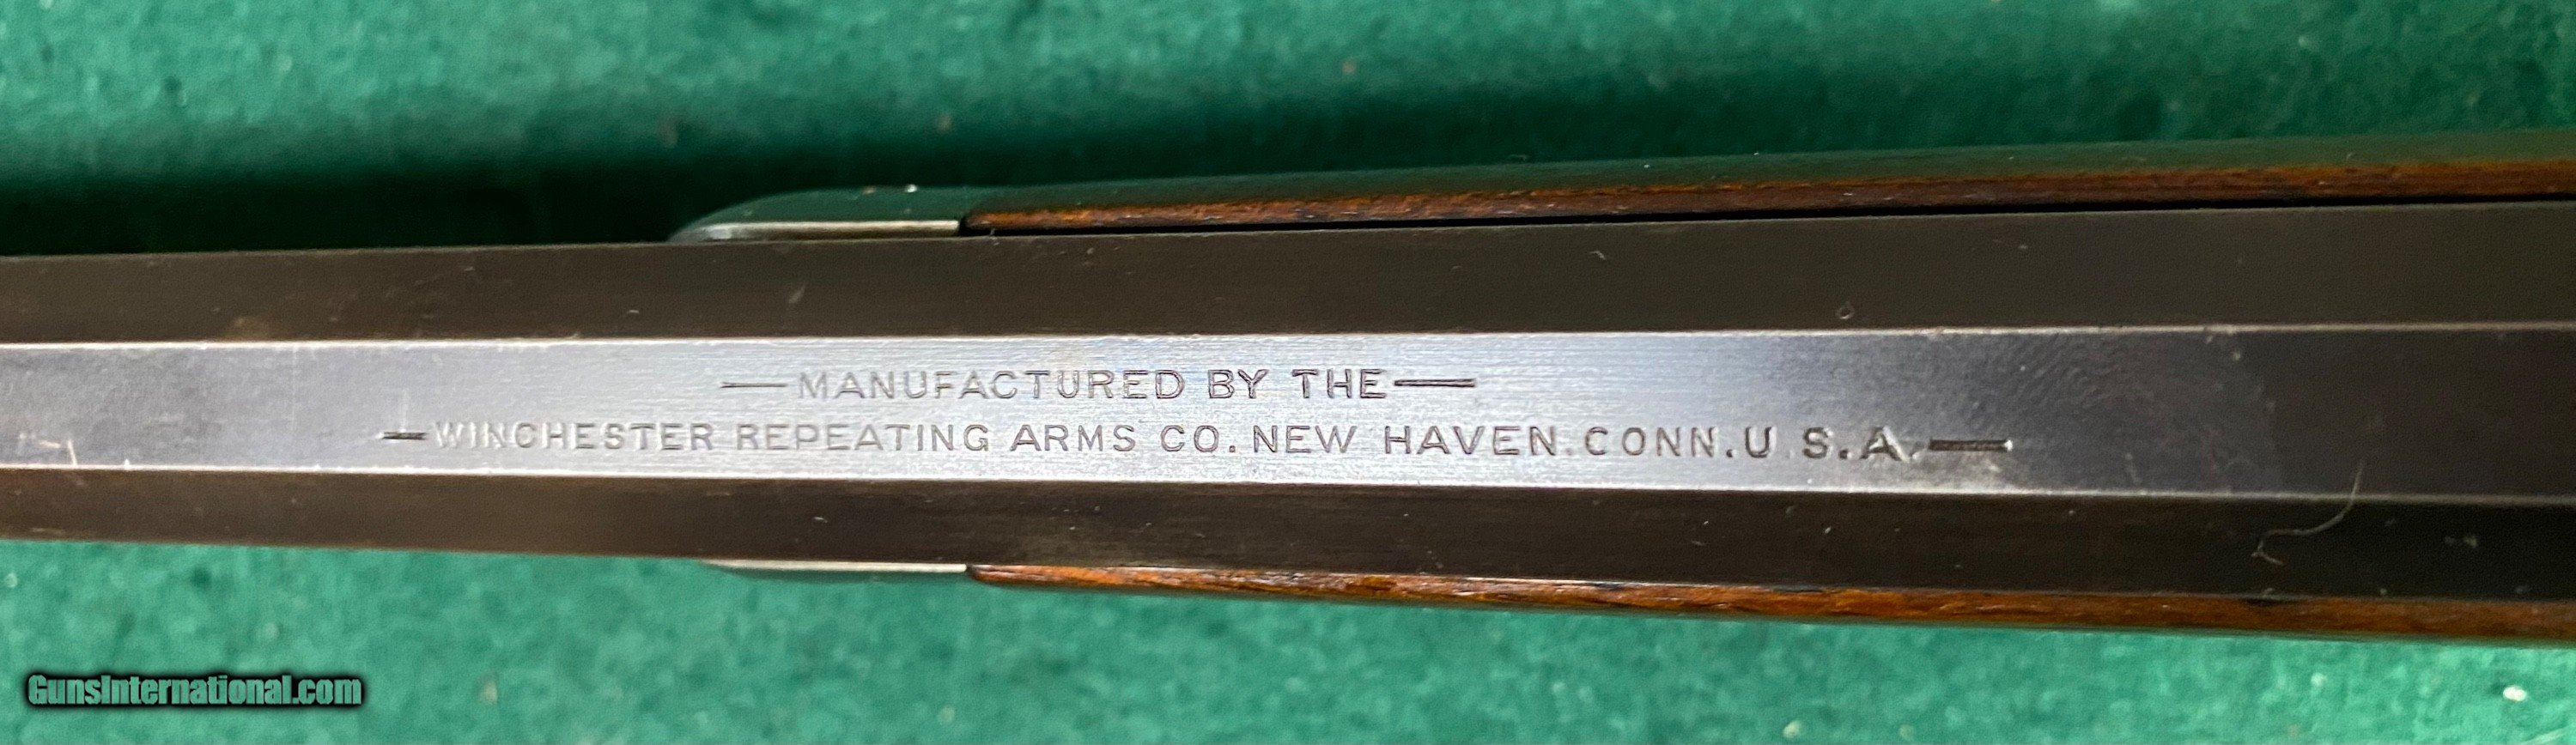 —MANUFACTURED BY THE—
—WINCHESTER REPEATING ARMS CO. NEW HAVEN. CONN. U.S.A.—
GunsInternational.com